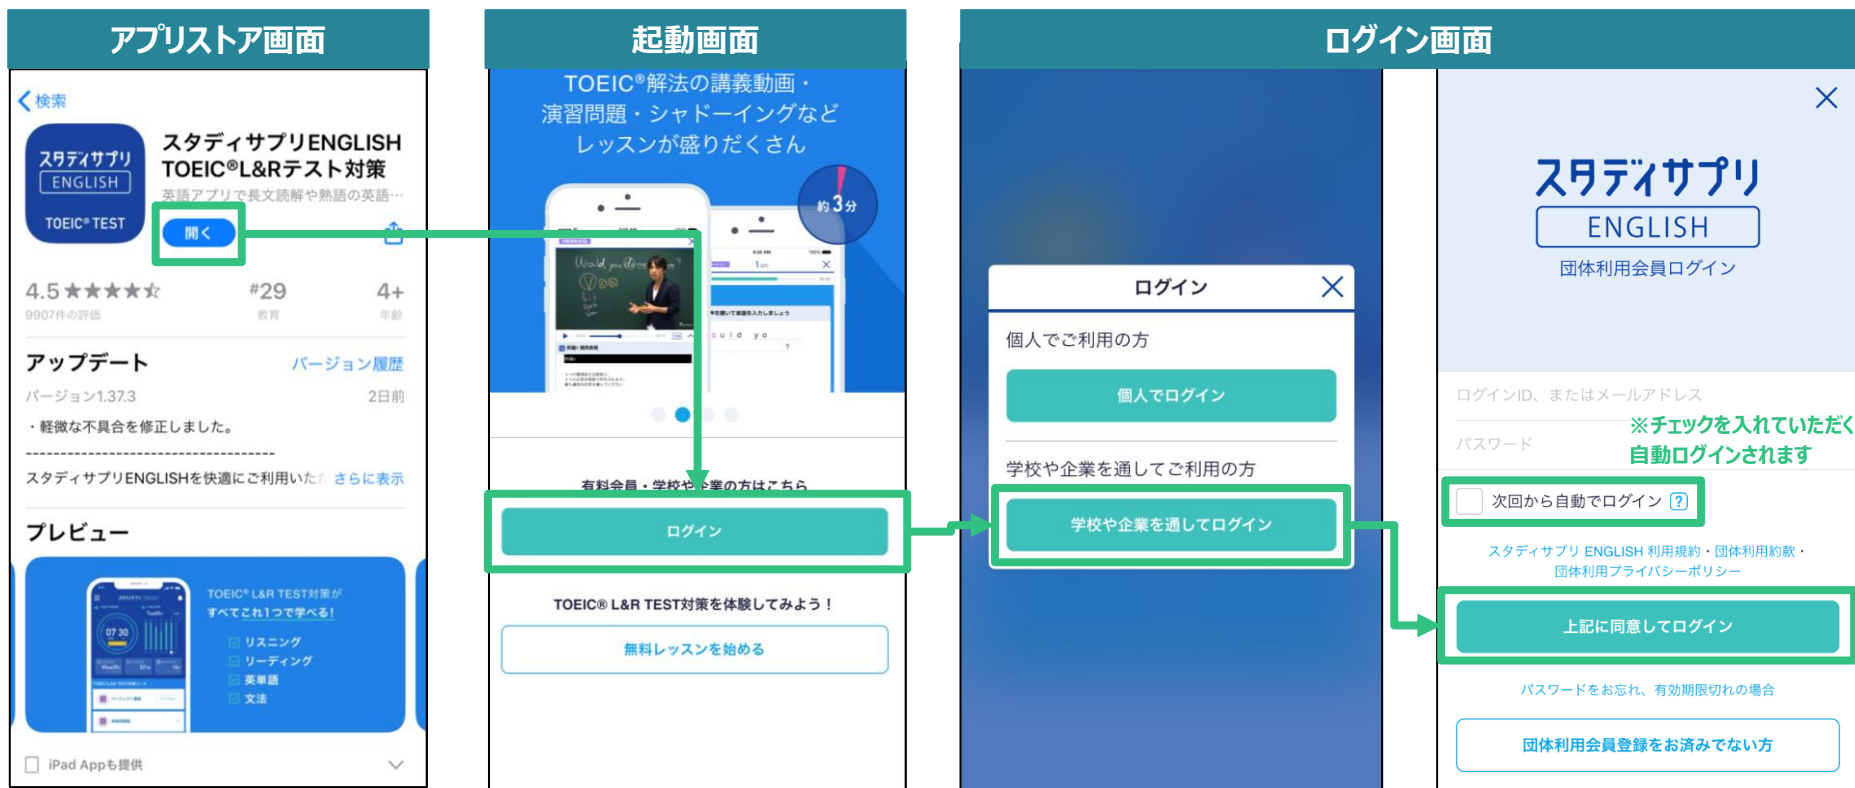 アプリストア画面
検索
スタディサプリ
ENGLISH
TOEIC® TEST
スタディサプリENGLISH
TOEIC®L&Rテスト対策
英語アプリで長文読解や熟語の英語…
開く
4.5★★★★☆
#29
4+
9907件の評価
教育
年齢
アップデート
バージョン履歴
バージョン1.37.3
2日前
・軽微な不具合を修正しました。
------------------------------------
スタディサプリENGLISHを快適にご利用いた
さらに表示
プレビュー
07 30
TOEIC® L&R TEST対策が
すべてこれ1つで学べる!
リスニング
リーディング
英単語
文法
iPad Appも提供
起動画面
TOEIC®解法の講義動画・
演習問題・シャドーイングなど
レッスンが盛りだくさん
約3分
有料会員・学校や企業の方はこちら
ログイン
TOEIC® L&R TEST対策を体験してみよう！
無料レッスンを始める
ログイン画面
ログイン
個人でご利用の方
個人でログイン
学校や企業を通してご利用の方
学校や企業を通してログイン
スタディサプリ
ENGLISH
団体利用会員ログイン
ログインID、またはメールアドレス
パスワード
※チェックを入れていただく
自動ログインされます
次回から自動でログイン ?
スタディサプリ ENGLISH 利用規約・団体利用約款・
団体利用プライバシーポリシー
上記に同意してログイン
パスワードをお忘れ、有効期限切れの場合
団体利用会員登録をお済みでない方